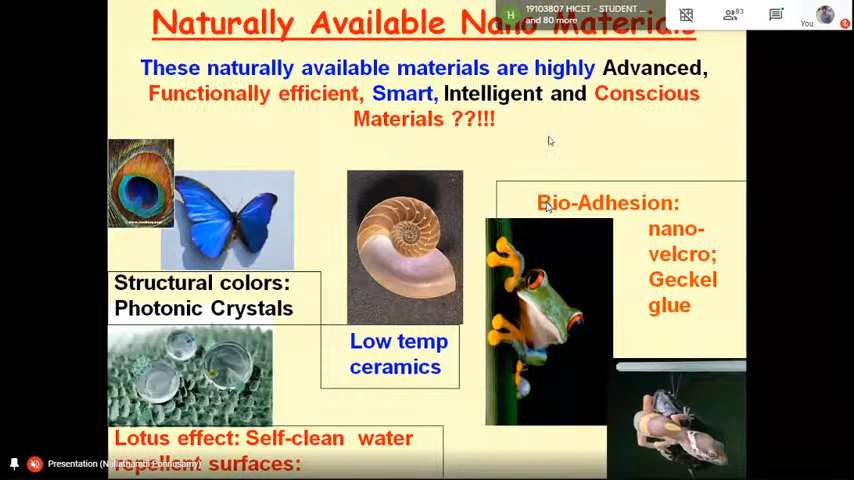 Naturally Available Nano Materials
19103807 HICET - STUDENT ...
and 80 more
H
83
You
These naturally available materials are highly Advanced,
Functionally efficient, Smart, Intelligent and Conscious
Materials ??!!!
Bio-Adhesion:
nano-
velcro;
Geckel
glue
Structural colors:
Photonic Crystals
Low temp
ceramics
Lotus effect: Self-clean water
repellent surfaces:
Presentation (Nallathambi Ponnusamy)